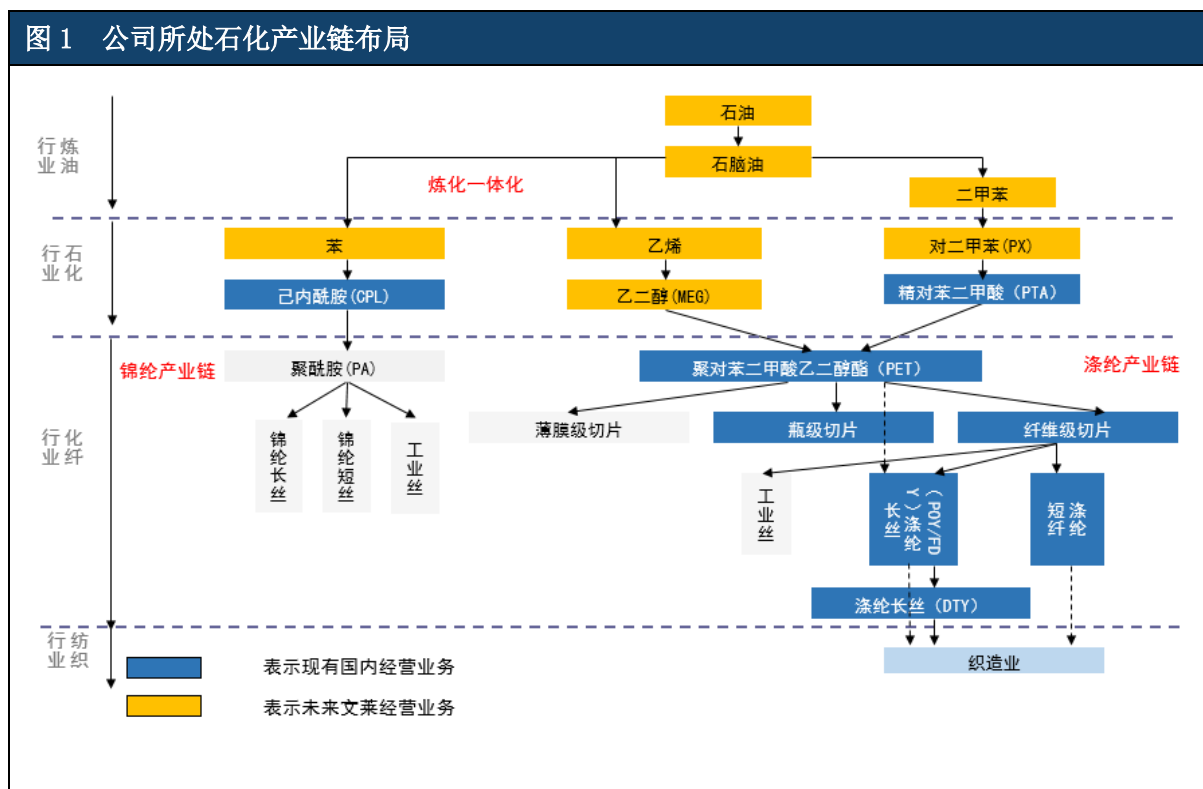 图 1 公司所处石化产业链布局
石油
炼油
行业
石脑油
炼化一体化
二甲苯
苯
乙烯
对二甲苯(PX)
石化
行业
己内酰胺(CPL)
乙二醇(MEG)
精对苯二甲酸（PTA）
锦纶产业链
聚酰胺(PA)
聚对苯二甲酸乙二醇酯（PET）
涤纶产业链
化纤
行业
薄膜级切片
瓶级切片
纤维级切片
锦纶长丝
锦纶短丝
工业丝
工业丝
（POY/FD
Y）涤纶
长丝
涤纶
短纤
涤纶长丝（DTY）
纺织
行业
织造业
表示现有国内经营业务
表示未来文莱经营业务